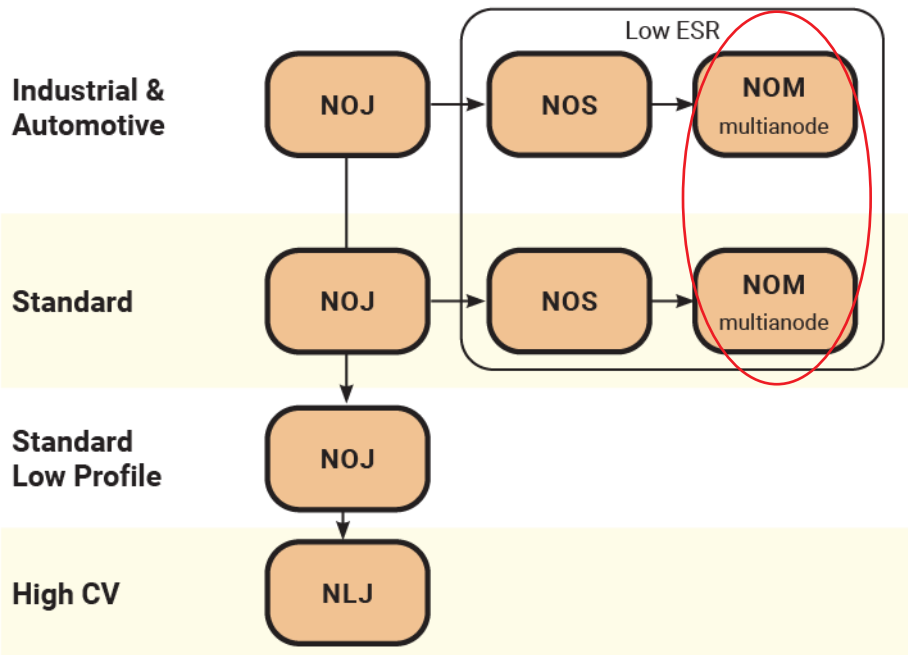 Low ESR
Industrial &
Automotive
NOJ
NOS
NOM
multianode
Standard
NOJ
NOS
NOM
multianode
Standard
Low Profile
NOJ
High CV
NLJ